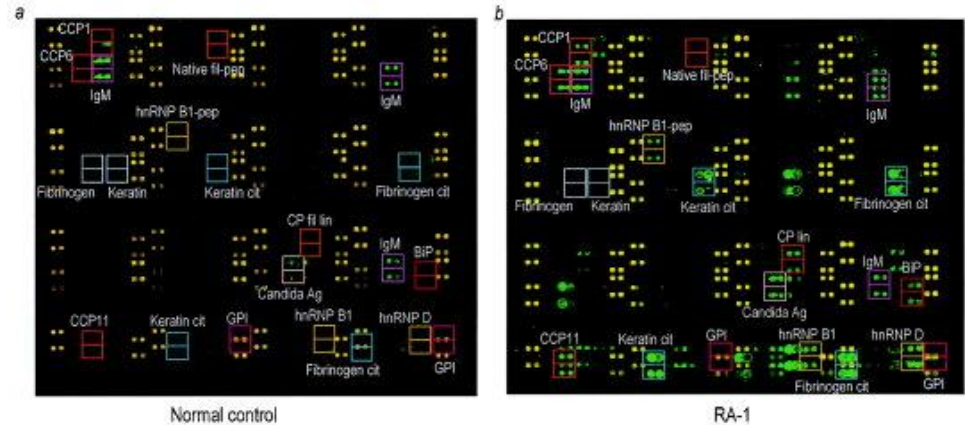 a
CCP1
CCP6
IgM
Native fil-pep
IgM
hnRNP B1-pep
Fibrinogen
Keratin
Keratin cit
Fibrinogen cit
CP fil lin
IgM
BiP
Candida Ag
CCP11
Keratin cit
GPI
hnRNP B1
hnRNP D
Fibrinogen cit
GPI
Normal control
b
CCP1
CCP6
IgM
Native fil-pep
IgM
hnRNP B1-pep
Fibrinogen
Keratin
Keratin cit
Fibrinogen cit
CP lin
IgM
BiP
Candida Ag
CCP11
Keratin cit
GPI
hnRNP B1
hnRNP D
Fibrinogen cit
GPI
RA-1